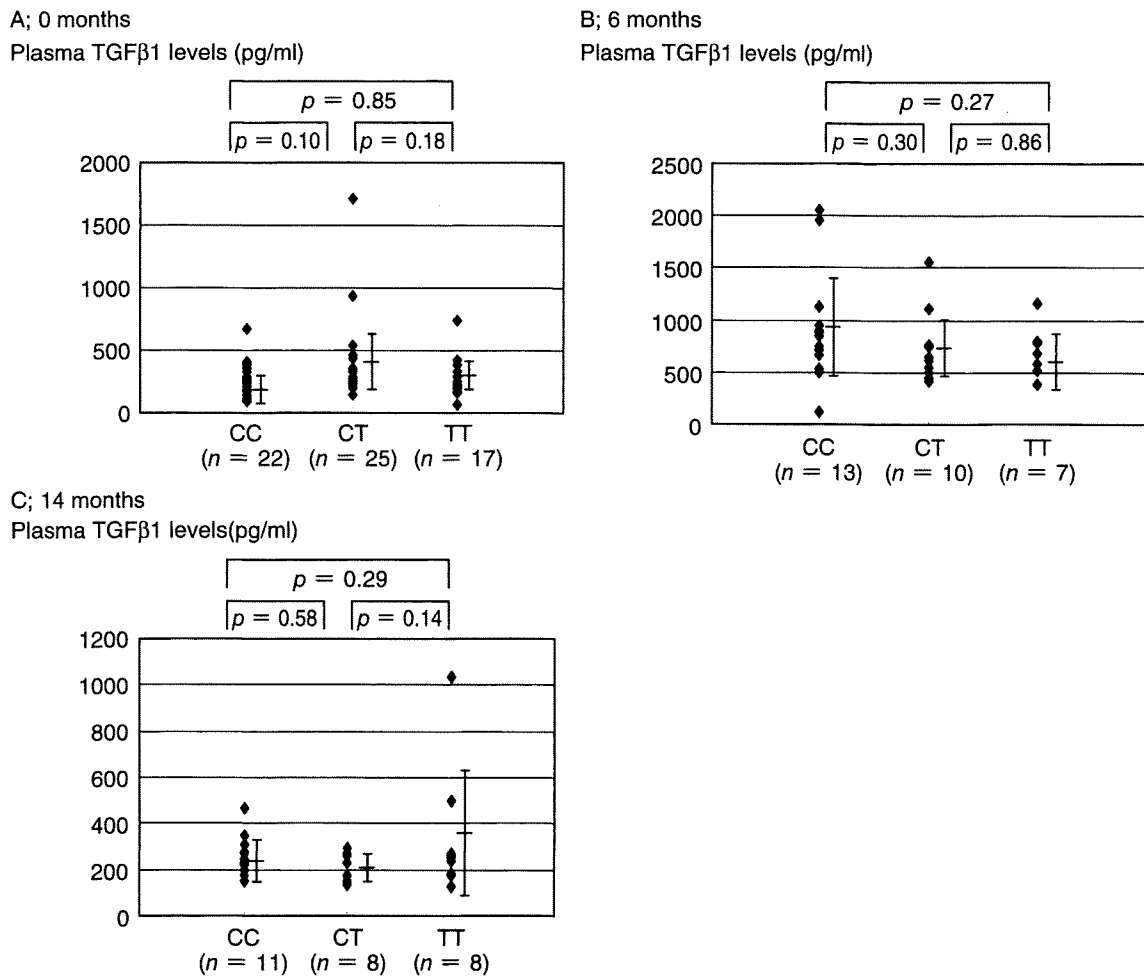 A; 0 months
Plasma TGFβ1 levels (pg/ml)
p = 0.85
p = 0.10 p = 0.18
2000
1500
1000
500
0
CC CT TT
(n = 22) (n = 25) (n = 17)
B; 6 months
Plasma TGFβ1 levels (pg/ml)
p = 0.27
p = 0.30 p = 0.86
2500
2000
1500
1000
500
0
CC CT TT
(n = 13) (n = 10) (n = 7)
C; 14 months
Plasma TGFβ1 levels(pg/ml)
p = 0.29
p = 0.58 p = 0.14
1200
1000
800
600
400
200
0
CC CT TT
(n = 11) (n = 8) (n = 8)